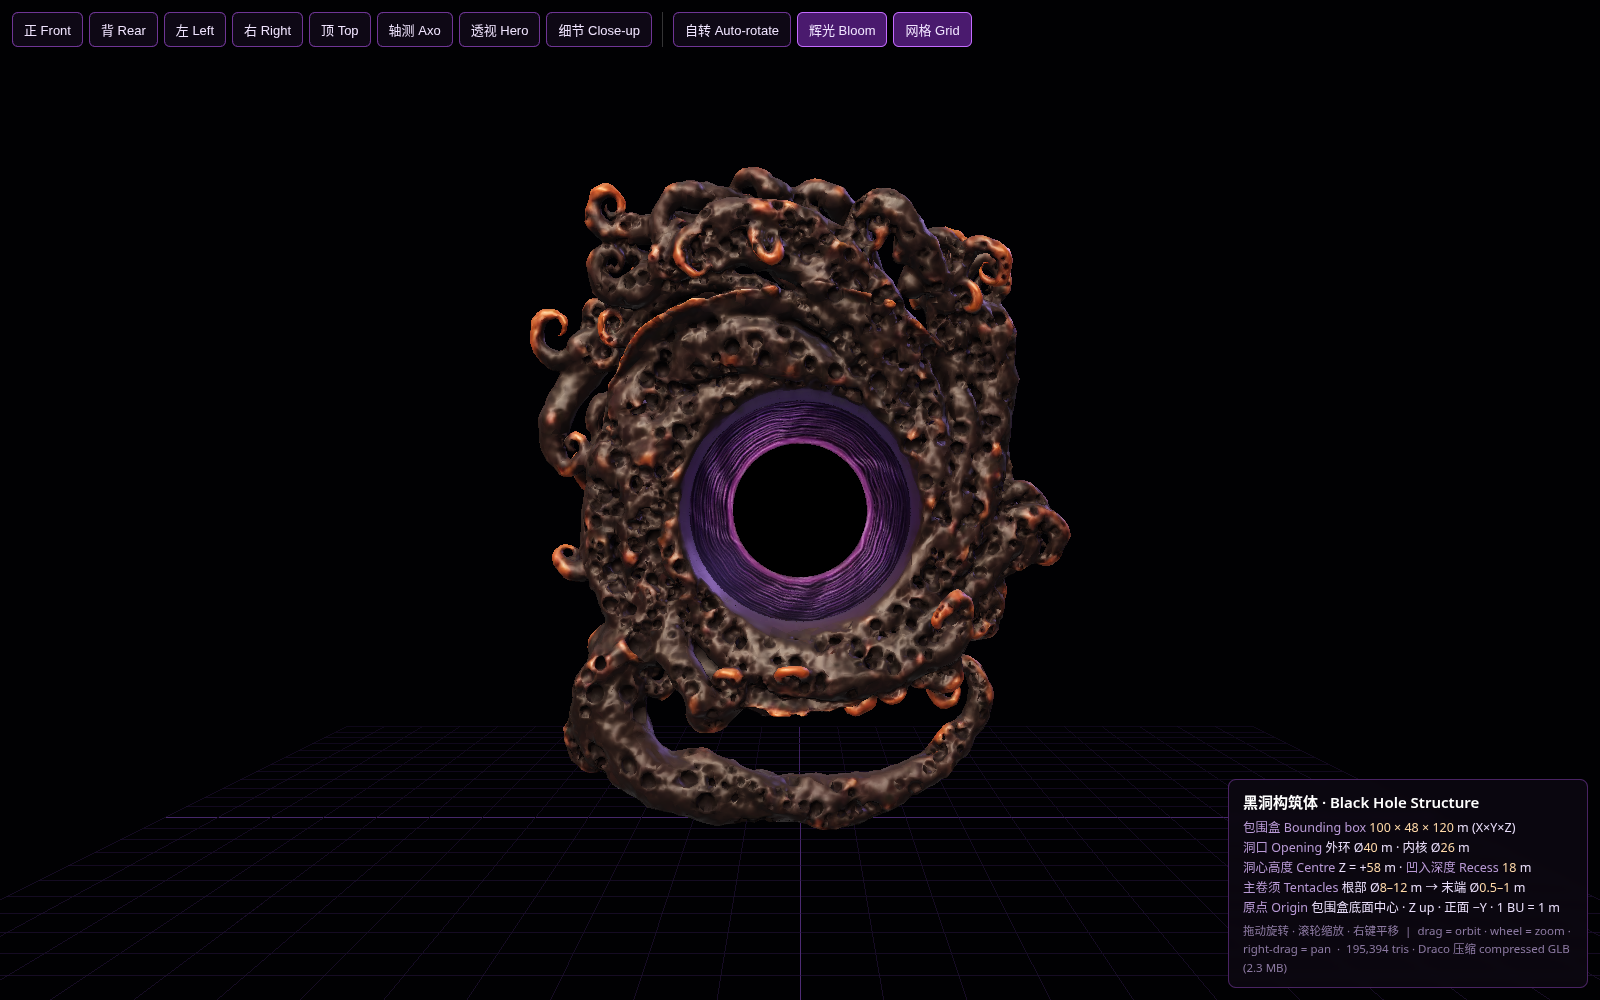 正 Front 背 Rear 左 Left 右 Right 顶 Top 轴测 Axo 透视 Hero 细节 Close-up 自转 Auto-rotate 辉光 Bloom 网格 Grid
黑洞构筑体 · Black Hole Structure
包围盒 Bounding box 100 × 48 × 120 m (X×Y×Z)
洞口 Opening 外环 Ø40 m · 内核 Ø26 m
洞心高度 Centre Z = +58 m · 凹入深度 Recess 18 m
主卷须 Tentacles 根部 Ø8–12 m → 末端 Ø0.5–1 m
原点 Origin 包围盒底面中心 · Z up · 正面 −Y · 1 BU = 1 m
拖动旋转 · 滚轮缩放 · 右键平移 | drag = orbit · wheel = zoom ·
right-drag = pan · 195,394 tris · Draco 压缩 compressed GLB
(2.3 MB)